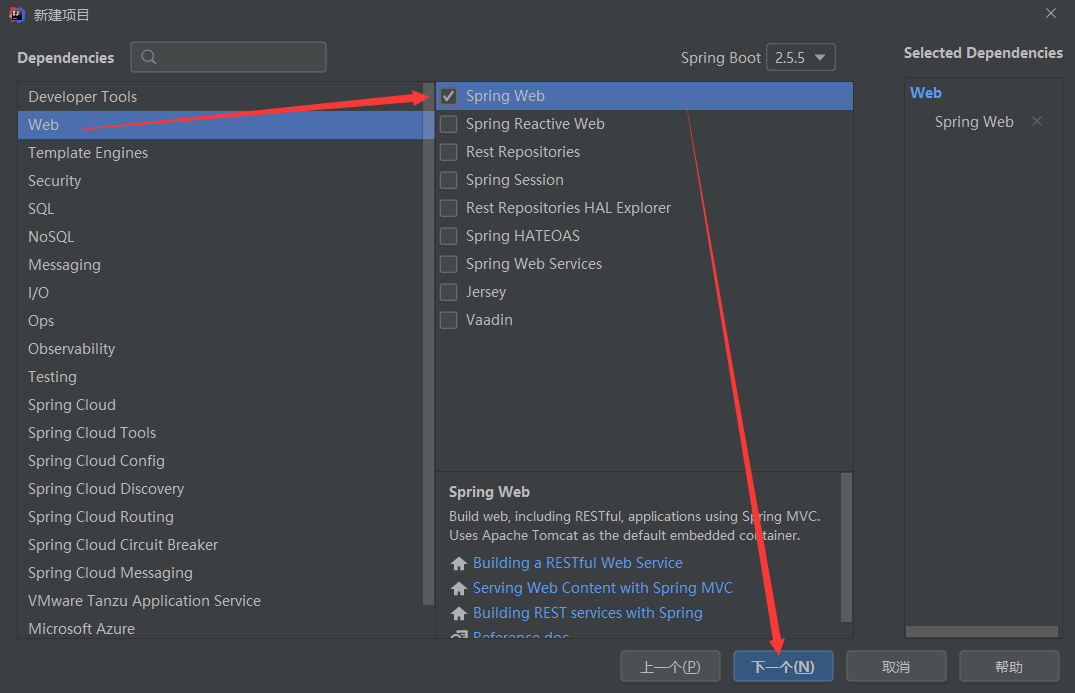 新建项目
Dependencies
Spring Boot 2.5.5
Selected Dependencies
Developer Tools
Web
Template Engines
Security
SQL
NoSQL
Messaging
I/O
Ops
Observability
Testing
Spring Cloud
Spring Cloud Tools
Spring Cloud Config
Spring Cloud Discovery
Spring Cloud Routing
Spring Cloud Circuit Breaker
Spring Cloud Messaging
VMware Tanzu Application Service
Microsoft Azure
Spring Web
Spring Reactive Web
Rest Repositories
Spring Session
Rest Repositories HAL Explorer
Spring HATEOAS
Spring Web Services
Jersey
Vaadin
Spring Web
Build web, including RESTful, applications using Spring MVC.
Uses Apache Tomcat as the default embedded container.
Building a RESTful Web Service
Serving Web Content with Spring MVC
Building REST services with Spring
Reference doc
Web
Spring Web
上一个(P)
下一个(N)
取消
帮助